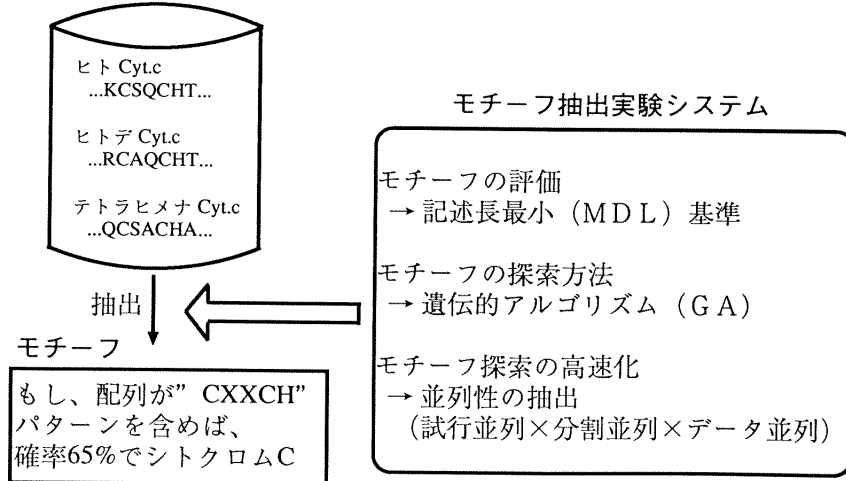 ヒト Cyt.c
...KCSQCHT...
ヒトデ Cyt.c
...RCAQCHT...
テトラヒメナ Cyt.c
...QCSACHA...
抽出
モチーフ
もし、配列が” CXXCH”
パターンを含めば、
確率65%でシトクロムC
モチーフ抽出実験システム
モチーフの評価
→ 記述長最小（ＭＤＬ）基準
モチーフの探索方法
→ 遺伝的アルゴリズム（ＧＡ）
モチーフ探索の高速化
→ 並列性の抽出
（試行並列×分割並列×データ並列）